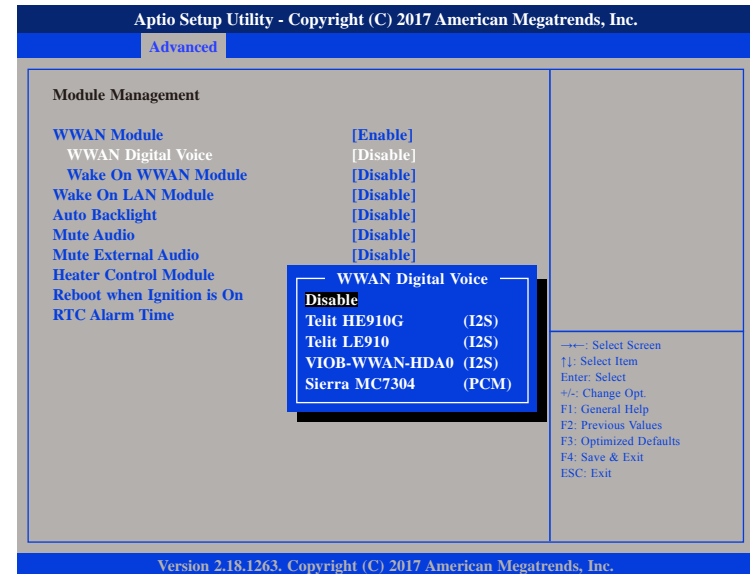 Aptio Setup Utility - Copyright (C) 2017 American Megatrends, Inc.
Advanced
Module Management
WWAN Module [Enable]
WWAN Digital Voice [Disable]
Wake On WWAN Module [Disable]
Wake On LAN Module [Disable]
Auto Backlight [Disable]
Mute Audio [Disable]
Mute External Audio [Disable]
Heater Control Module
Reboot when Ignition is On
RTC Alarm Time
WWAN Digital Voice
Disable
Telit HE910G (I2S)
Telit LE910 (I2S)
VIOB-WWAN-HDA0 (I2S)
Sierra MC7304 (PCM)
→←: Select Screen
↑↓: Select Item
Enter: Select
+/-: Change Opt.
F1: General Help
F2: Previous Values
F3: Optimized Defaults
F4: Save & Exit
ESC: Exit
Version 2.18.1263. Copyright (C) 2017 American Megatrends, Inc.